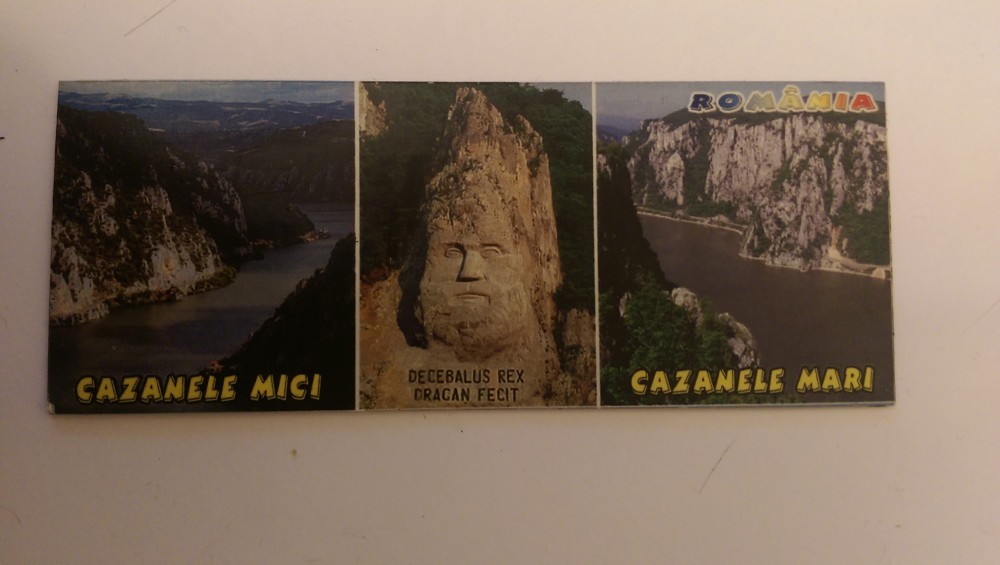 ROMÂNIA
CAZANELE MICI
DECEBALUS REX
DRAGAN FECIT
CAZANELE MARI